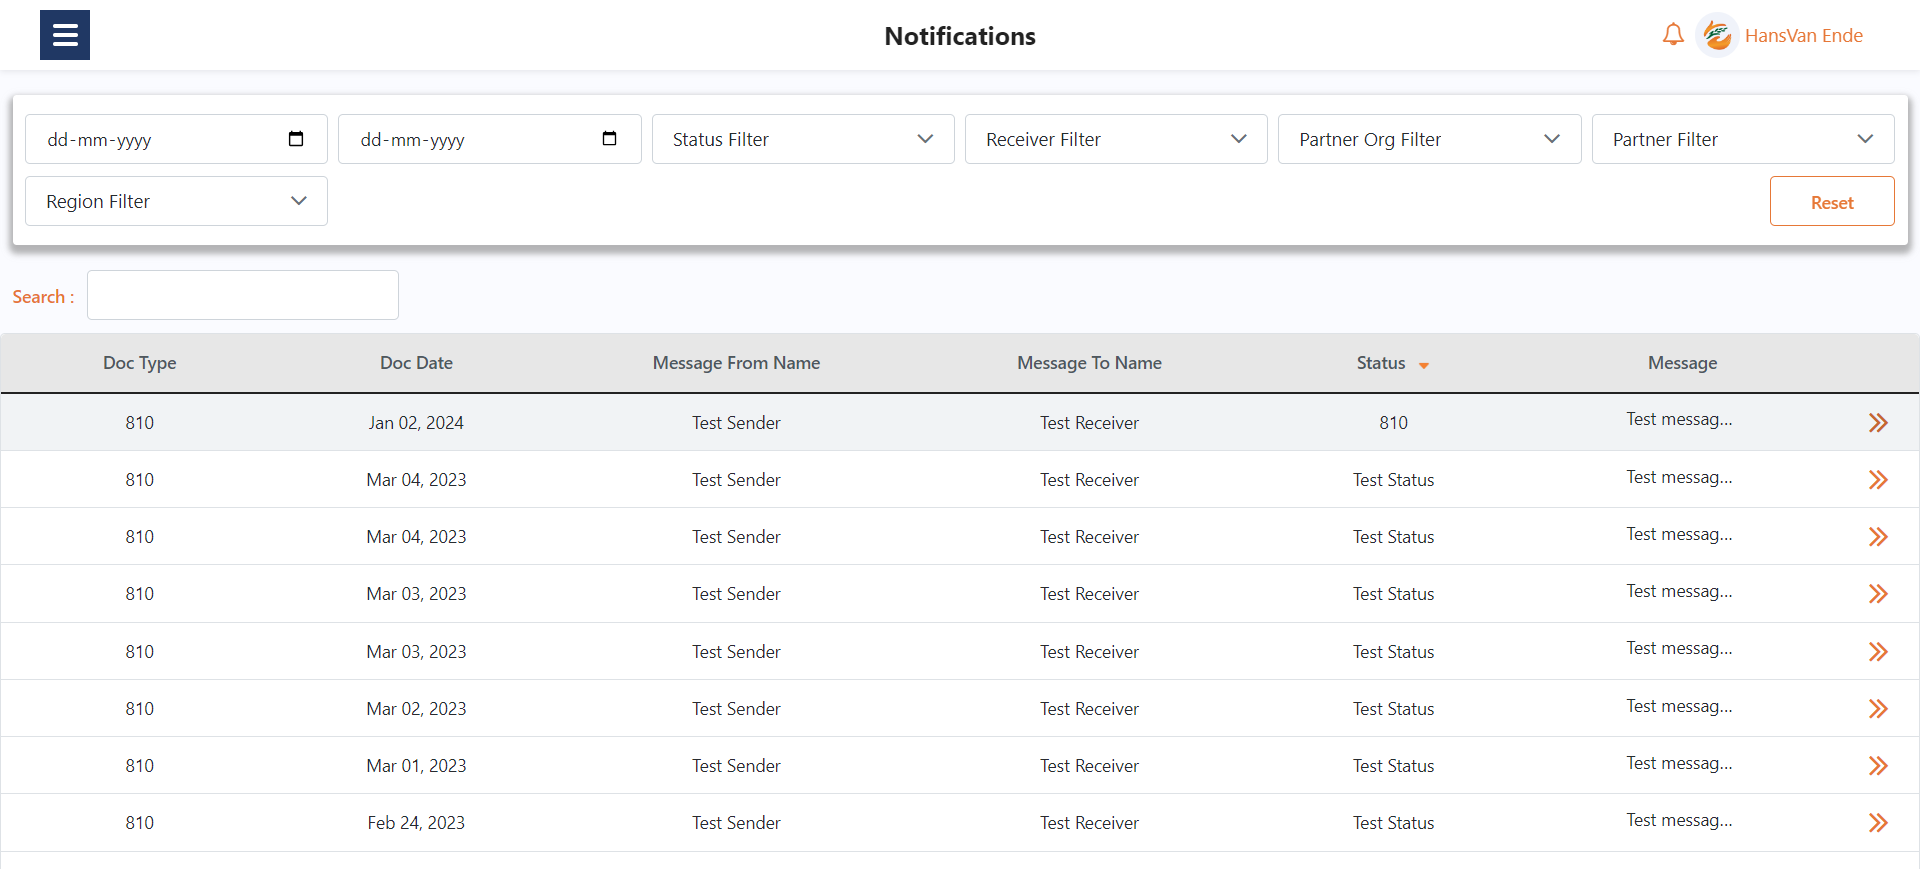 Notifications
HansVan Ende
dd-mm-yyyy dd-mm-yyyy Status Filter Receiver Filter Partner Org Filter Partner Filter
Region Filter Reset
Search :
Doc Type Doc Date Message From Name Message To Name Status Message
810 Jan 02, 2024 Test Sender Test Receiver 810 Test messag...
810 Mar 04, 2023 Test Sender Test Receiver Test Status Test messag...
810 Mar 04, 2023 Test Sender Test Receiver Test Status Test messag...
810 Mar 03, 2023 Test Sender Test Receiver Test Status Test messag...
810 Mar 03, 2023 Test Sender Test Receiver Test Status Test messag...
810 Mar 02, 2023 Test Sender Test Receiver Test Status Test messag...
810 Mar 01, 2023 Test Sender Test Receiver Test Status Test messag...
810 Feb 24, 2023 Test Sender Test Receiver Test Status Test messag...